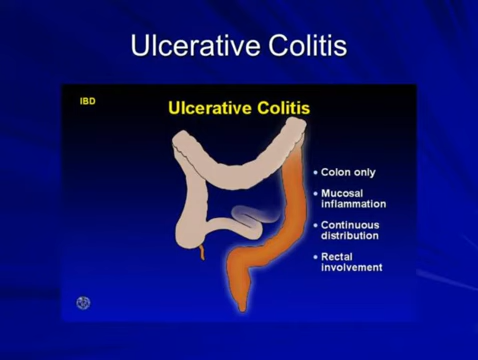 Ulcerative Colitis
IBD
Ulcerative Colitis
• Colon only
• Mucosal
inflammation
• Continuous
distribution
• Rectal
involvement